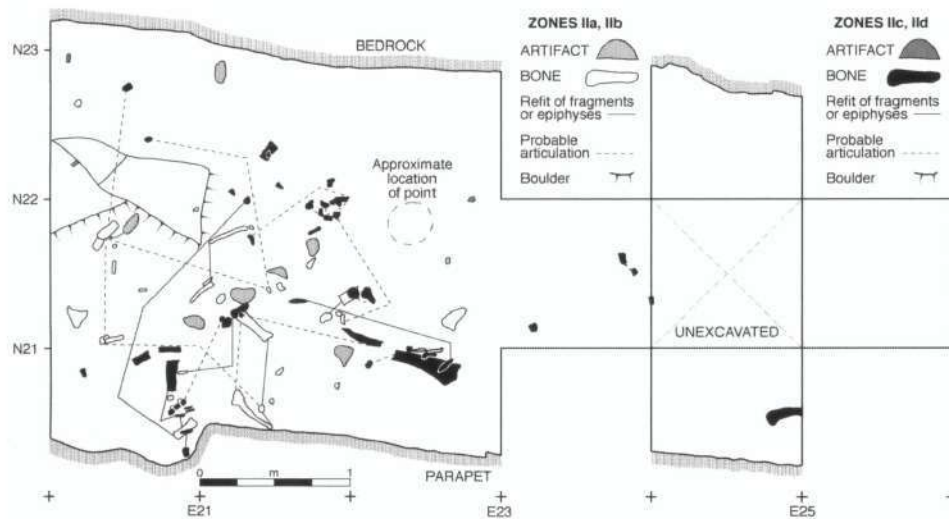 ZONES IIa, IIb
ARTIFACT
BONE
Refit of fragments
or epiphyses
Probable
articulation
Boulder
ZONES IIc, IId
ARTIFACT
BONE
Refit of fragments
or epiphyses
Probable
articulation
Boulder
N23
BEDROCK
Approximate
location
of point
N22
UNEXCAVATED
N21
0 m 1
PARAPET
E21
E23
E25